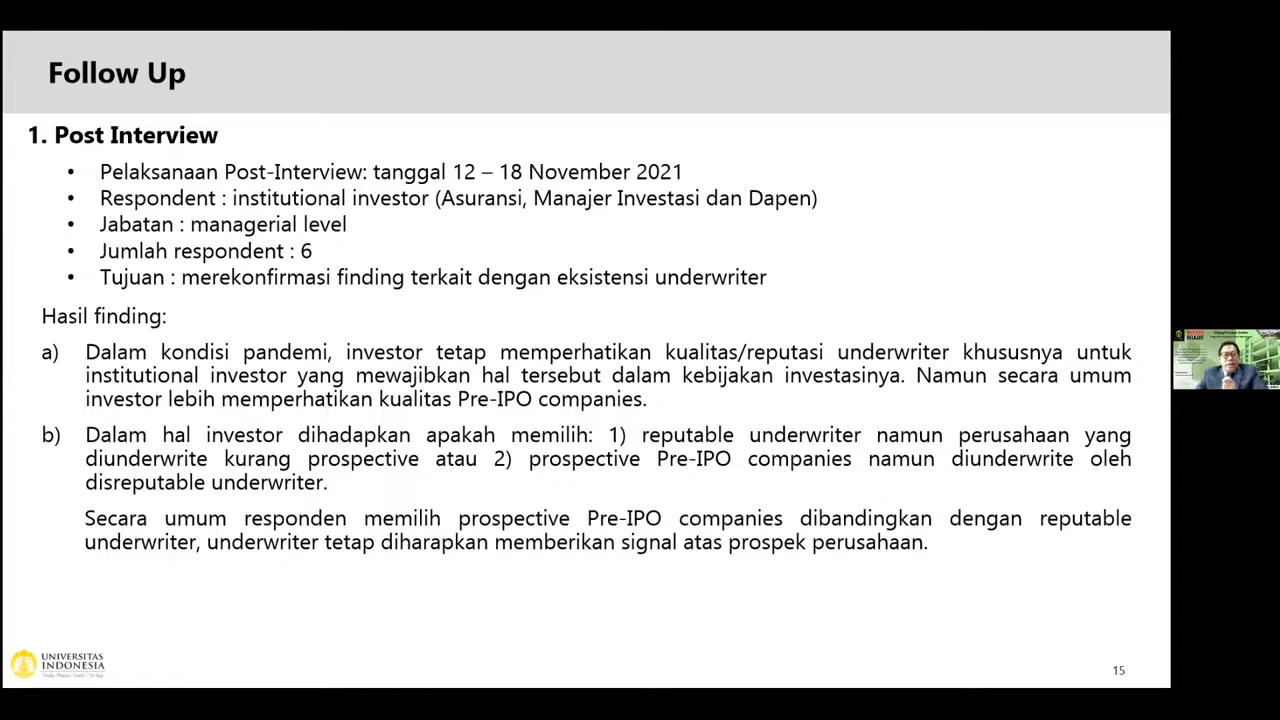 Follow Up
1. Post Interview
• Pelaksanaan Post-Interview: tanggal 12 – 18 November 2021
• Respondent : institutional investor (Asuransi, Manajer Investasi dan Dapen)
• Jabatan : managerial level
• Jumlah respondent : 6
• Tujuan : merekonfirmasi finding terkait dengan eksistensi underwriter
Hasil finding:
a) Dalam kondisi pandemi, investor tetap memperhatikan kualitas/reputasi underwriter khususnya untuk
institutional investor yang mewajibkan hal tersebut dalam kebijakan investasinya. Namun secara umum
investor lebih memperhatikan kualitas Pre-IPO companies.
b) Dalam hal investor dihadapkan apakah memilih: 1) reputable underwriter namun perusahaan yang
diunderwrite kurang prospective atau 2) prospective Pre-IPO companies namun diunderwrite oleh
disreputable underwriter.
Secara umum responden memilih prospective Pre-IPO companies dibandingkan dengan reputable
underwriter, underwriter tetap diharapkan memberikan signal atas prospek perusahaan.
UNIVERSITAS
INDONESIA
15